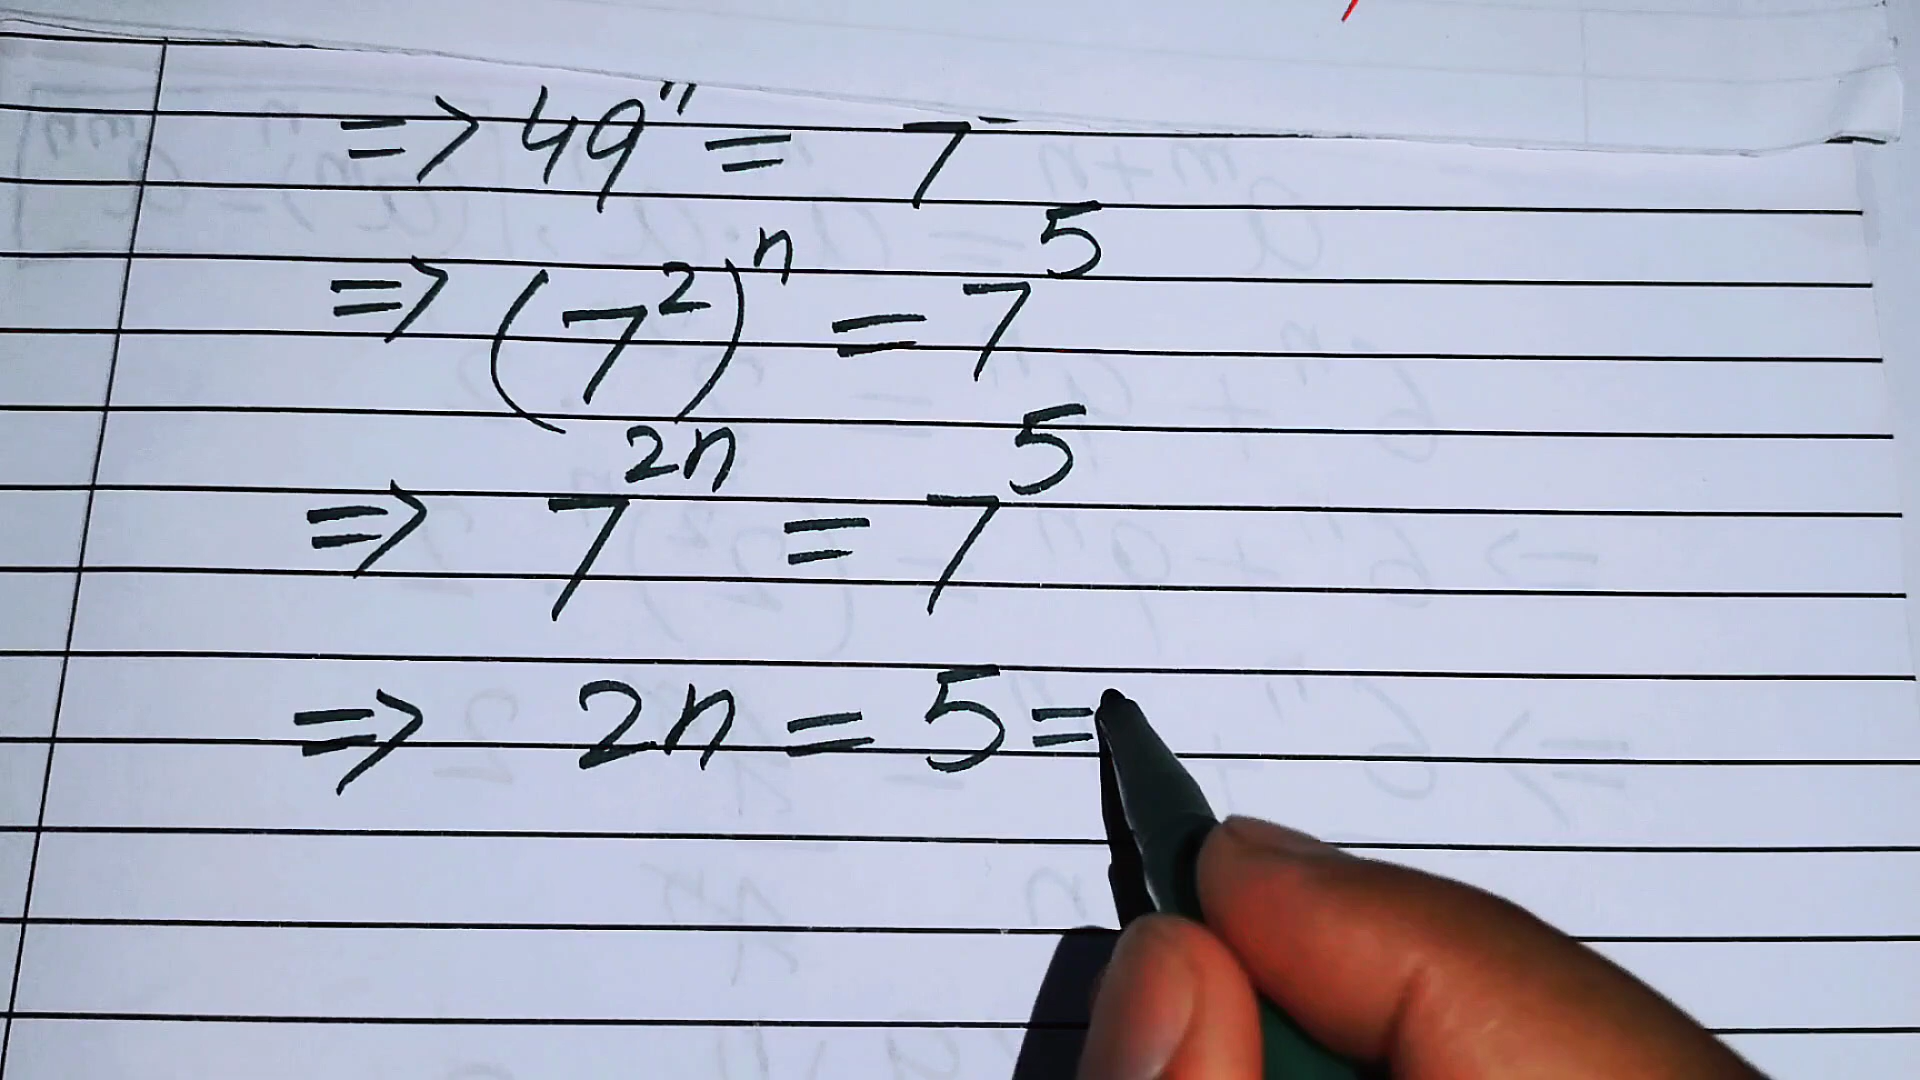 => 49ⁿ = 7
=> (7²)ⁿ = 7⁵
=> 7²ⁿ = 7⁵
=> 2n = 5 =